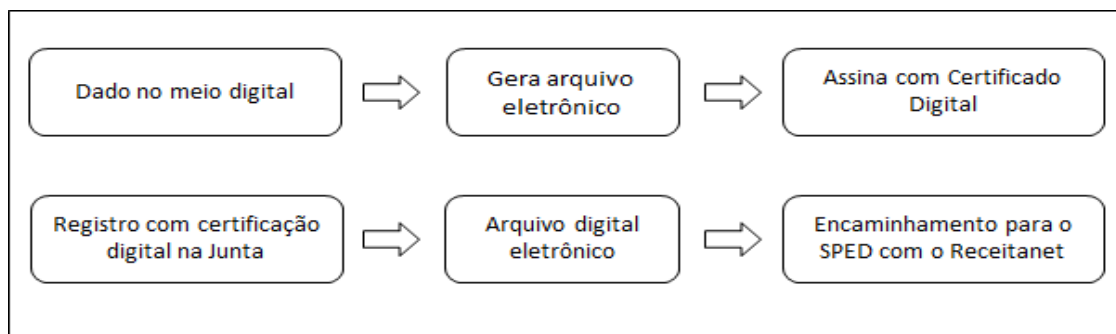 Dado no meio digital
Gera arquivo
eletrônico
Assina com Certificado
Digital
Registro com certificação
digital na Junta
Arquivo digital
eletrônico
Encaminhamento para o
SPED com o Receitanet